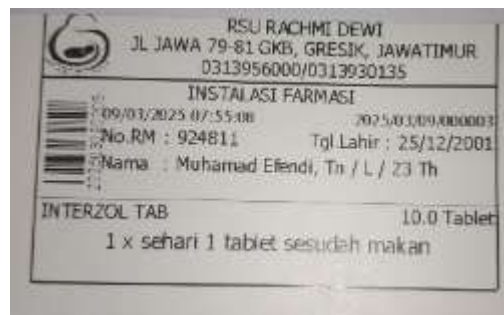 RSU RACHMI DEWI
JL JAWA 79-81 GKB, GRESIK, JAWATIMUR
0313956000/0313930135
INSTALASI FARMASI
09/03/2025 07:55:08 2025/03/09/000003
No.RM : 924811 Tgl.Lahir : 25/12/2001
Nama : Muhamad Efendi, Tn / L / 23 Th
INTERZOL TAB 10.0 Tablet
1 x sehari 1 tablet sesudah makan